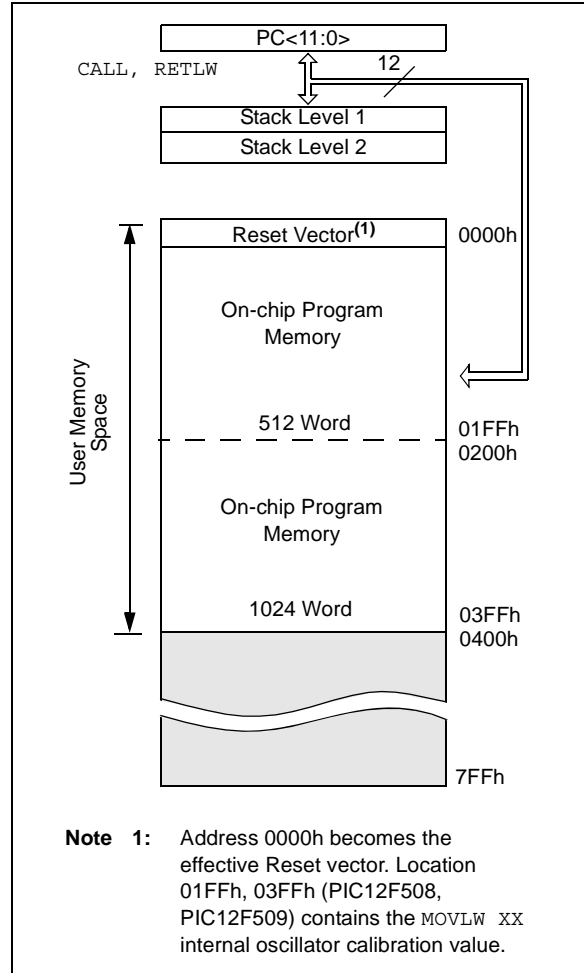 PC<11:0>
CALL, RETLW
12
Stack Level 1
Stack Level 2
Reset Vector(1)
0000h
On-chip Program
Memory
512 Word
01FFh
0200h
User Memory
Space
On-chip Program
Memory
1024 Word
03FFh
0400h
7FFh
Note 1: Address 0000h becomes the
effective Reset vector. Location
01FFh, 03FFh (PIC12F508,
PIC12F509) contains the MOVLW XX
internal oscillator calibration value.